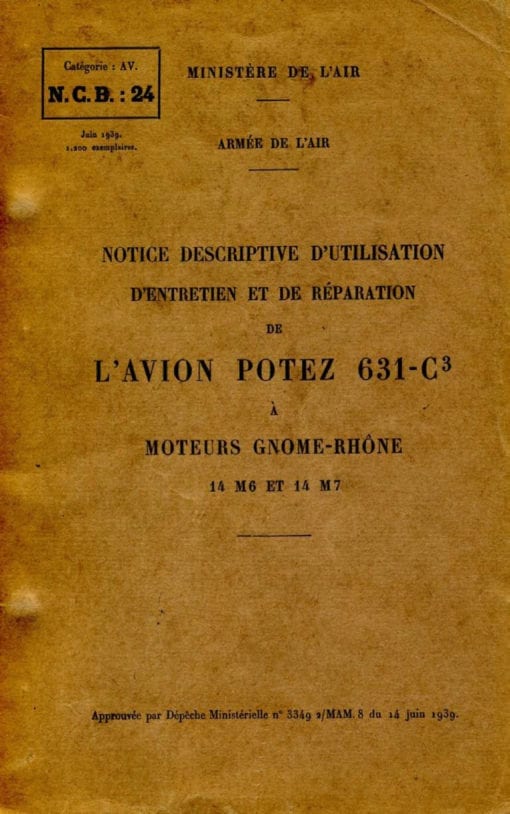 Catégorie : AV.
N.C.B. : 24
Juin 1939.
1.200 exemplaires.
MINISTÈRE DE L'AIR
ARMÉE DE L'AIR
NOTICE DESCRIPTIVE D'UTILISATION
D'ENTRETIEN ET DE RÉPARATION
DE
L'AVION POTEZ 631-C³
À
MOTEURS GNOME-RHÔNE
14 M6 ET 14 M7
Approuvée par Dépêche Ministérielle n° 3349 2/MAM. 8 du 14 juin 1939.